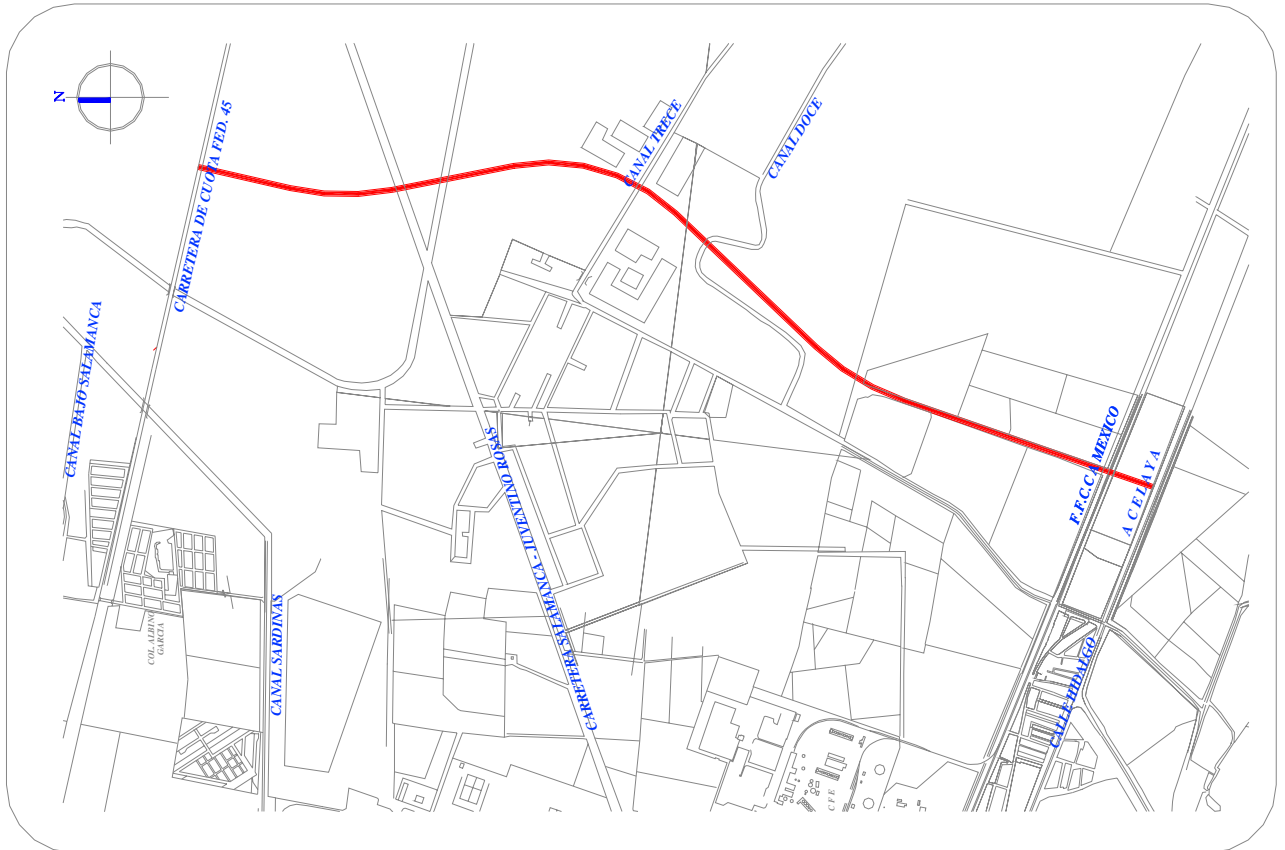 N
CARRETERA DE CUOTA FED. 45
CANAL TRECE
CANAL DOCE
CANAL BAJO SALAMANCA
CARRETERA SALAMANCA - JUVENTINO ROSAS
F.F.C.C A MEXICO
A CELAYA
COL. ALBINO
GARCIA
CANAL SARDINAS
CALLE HIDALGO
CFE